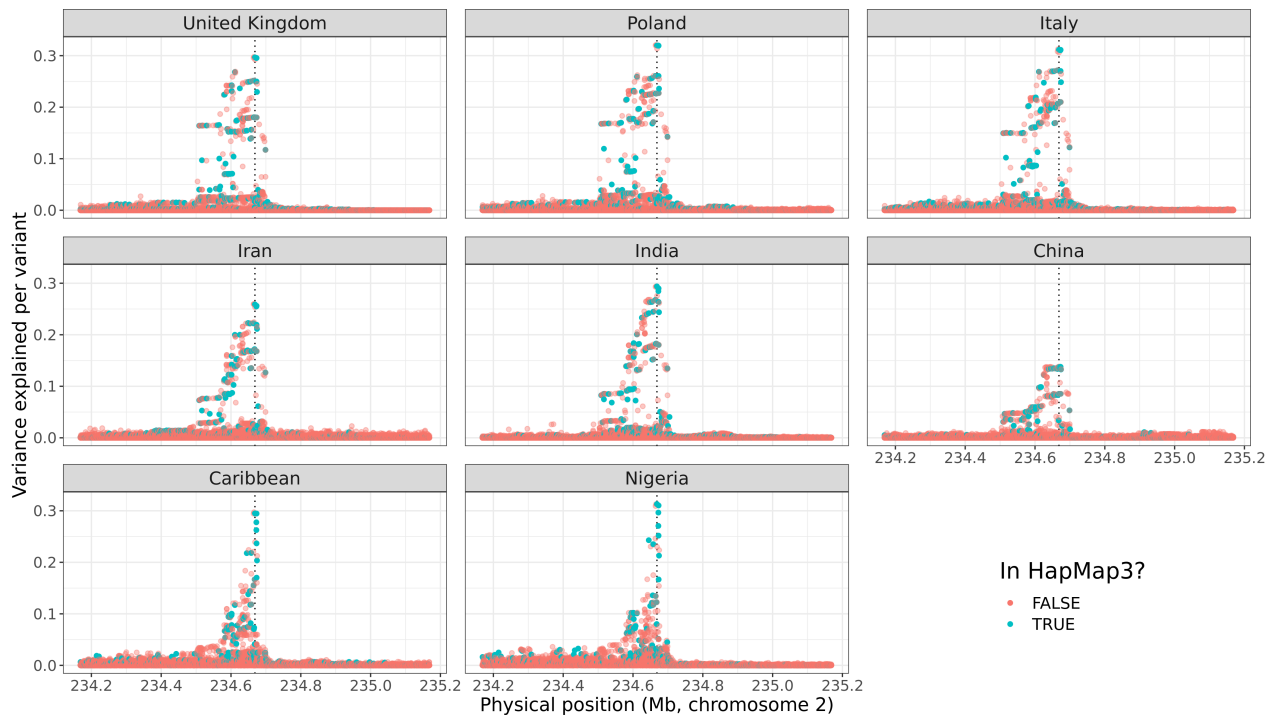 United Kingdom
Poland
Italy
0.3
0.2
0.1
0.0
Iran
India
China
0.3
0.2
0.1
0.0
234.2 234.4 234.6 234.8 235.0 235.2
Caribbean
Nigeria
0.3
0.2
0.1
0.0
234.2 234.4 234.6 234.8 235.0 235.2
234.2 234.4 234.6 234.8 235.0 235.2
Variance explained per variant
Physical position (Mb, chromosome 2)
In HapMap3?
FALSE
TRUE